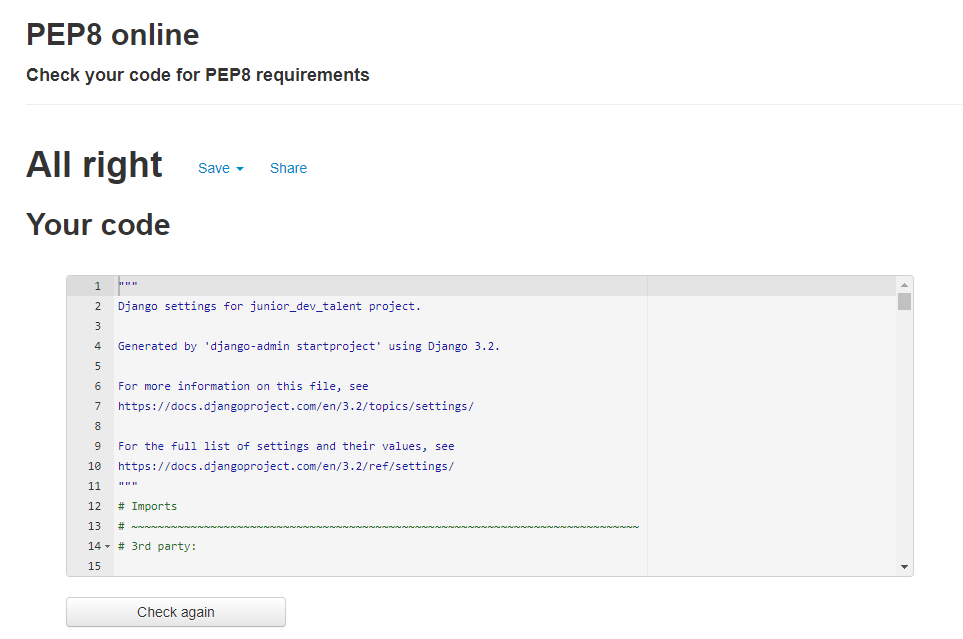 PEP8 online
Check your code for PEP8 requirements
All right Save Share
Your code
1 """
2 Django settings for junior_dev_talent project.
3
4 Generated by 'django-admin startproject' using Django 3.2.
5
6 For more information on this file, see
7 https://docs.djangoproject.com/en/3.2/topics/settings/
8
9 For the full list of settings and their values, see
10 https://docs.djangoproject.com/en/3.2/ref/settings/
11 """
12 # Imports
13 # ~~~~~~~~~~~~~~~~~~~~~~~~~~~~~~~~~~~~~~~~~~~~~~~~~~~~~~~~~~~~~~~~~~~~~~~~~~~~~
14 # 3rd party:
15
Check again